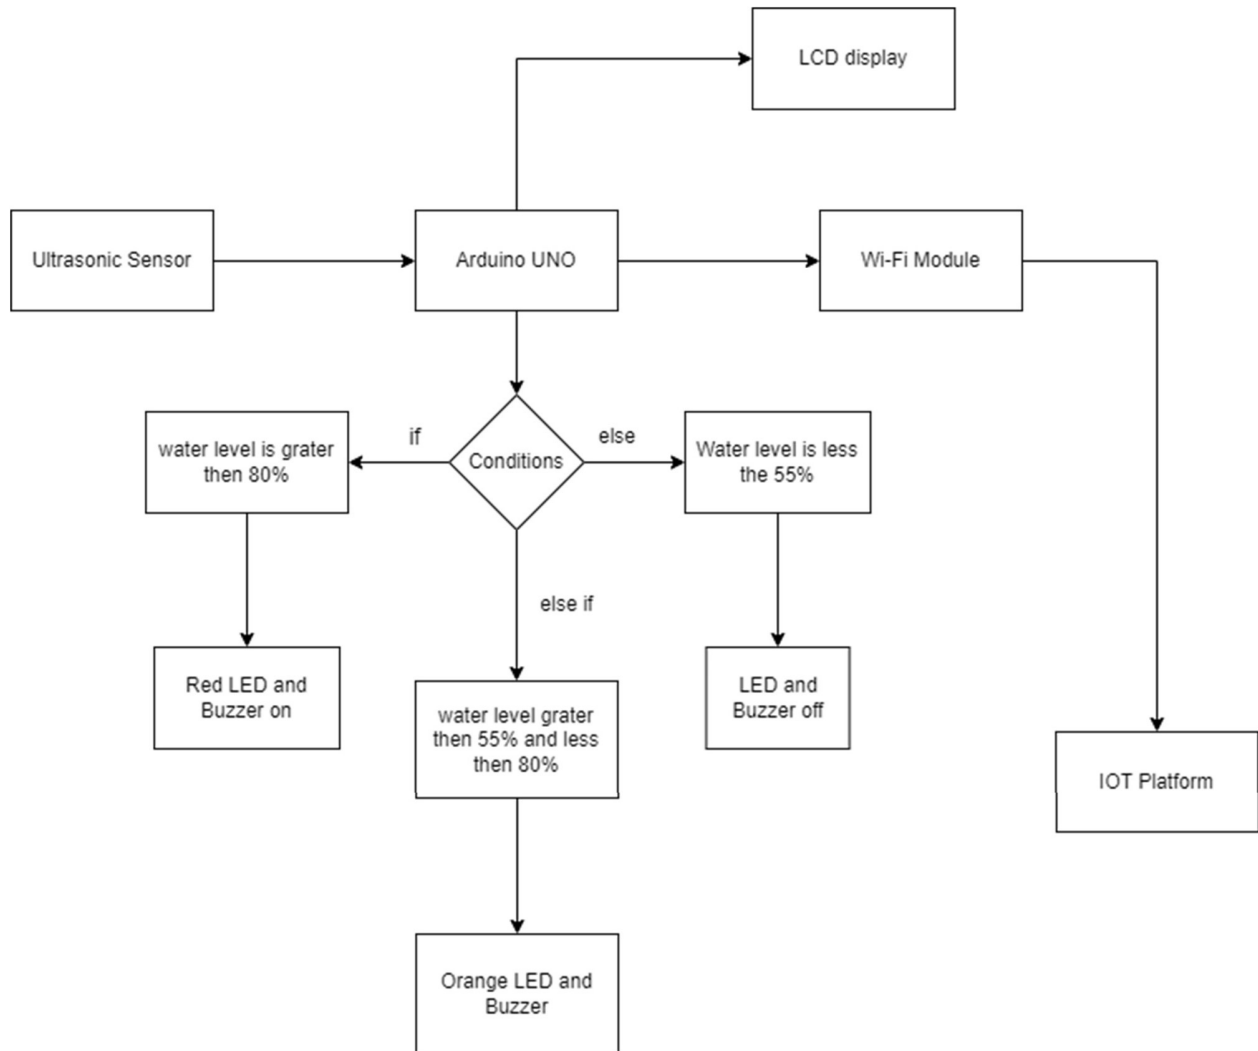 LCD display
Ultrasonic Sensor
Arduino UNO
Wi-Fi Module
water level is grater
then 80%
if
Conditions
else
Water level is less
the 55%
else if
Red LED and
Buzzer on
water level grater
then 55% and less
then 80%
LED and
Buzzer off
IOT Platform
Orange LED and
Buzzer